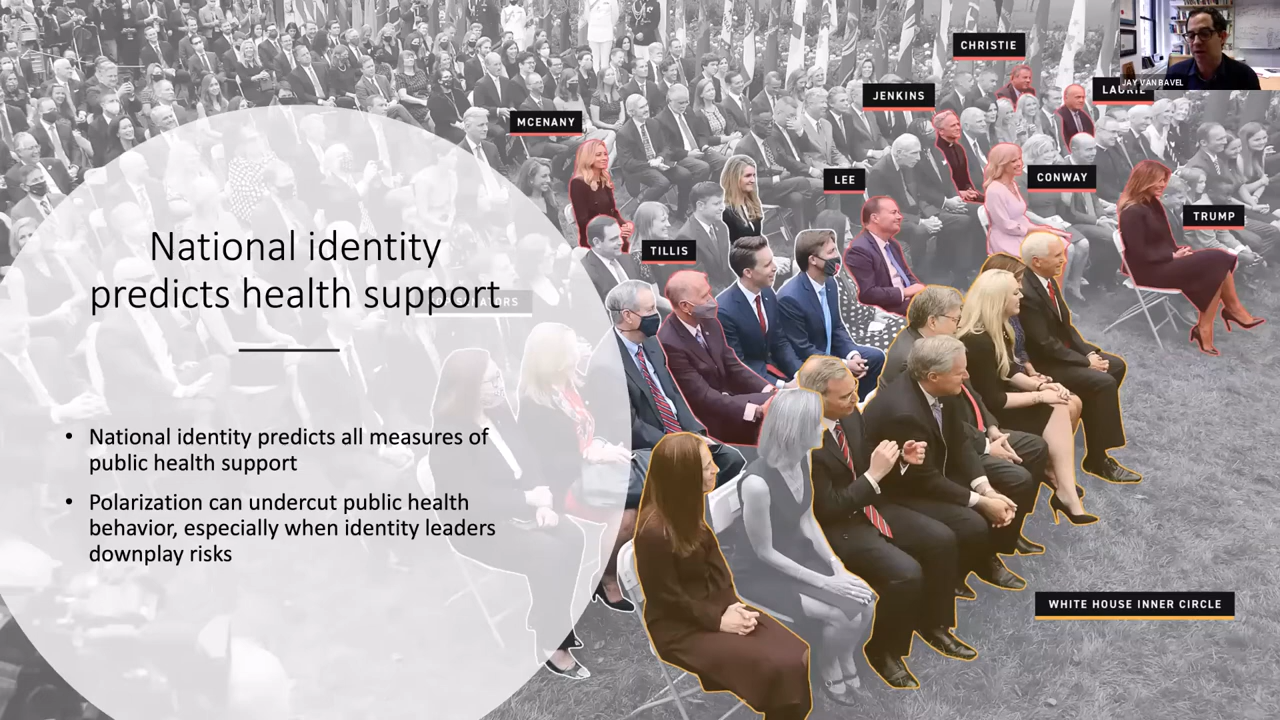 CHRISTIE
JAY VAN BAVEL
JENKINS
MCENANY
LEE
CONWAY
TRUMP
TILLIS
National identity
predicts health support
• National identity predicts all measures of
public health support
• Polarization can undercut public health
behavior, especially when identity leaders
downplay risks
WHITE HOUSE INNER CIRCLE